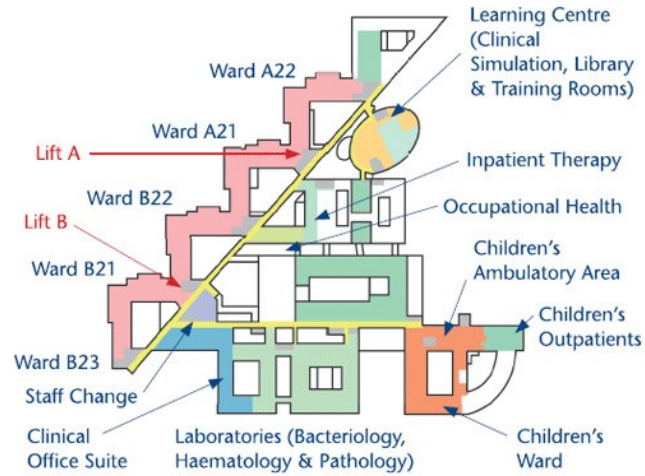 Learning Centre
(Clinical
Simulation, Library
& Training Rooms)
Ward A22
Ward A21
Lift A
Inpatient Therapy
Ward B22
Occupational Health
Lift B
Children's
Ambulatory Area
Ward B21
Children's
Outpatients
Ward B23
Staff Change
Clinical
Office Suite
Laboratories (Bacteriology,
Haematology & Pathology)
Children's
Ward